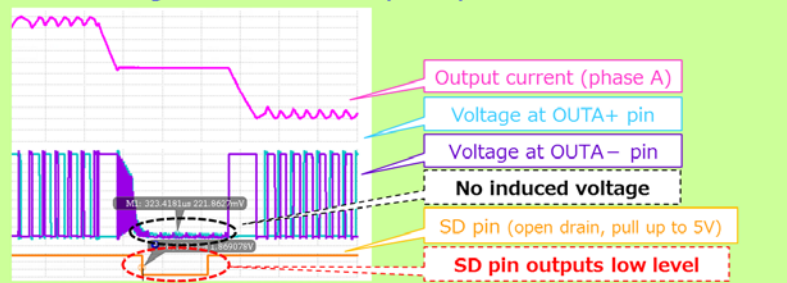 Output current (phase A)
Voltage at OUTA+ pin
Voltage at OUTA− pin
M1: 323.4181us 221.8627mV
No induced voltage
SD pin (open drain, pull up to 5V)
SD pin outputs low level